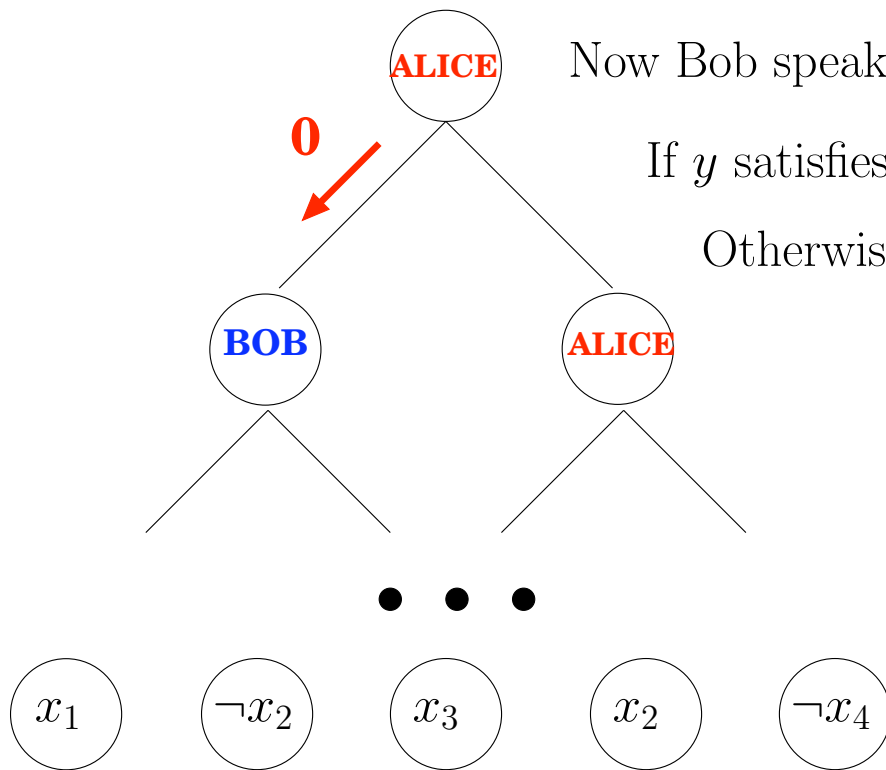 ALICE
Now Bob speak
0
If y satisfies
Otherwis
BOB
ALICE
x₁
¬x₂
x₃
x₂
¬x₄